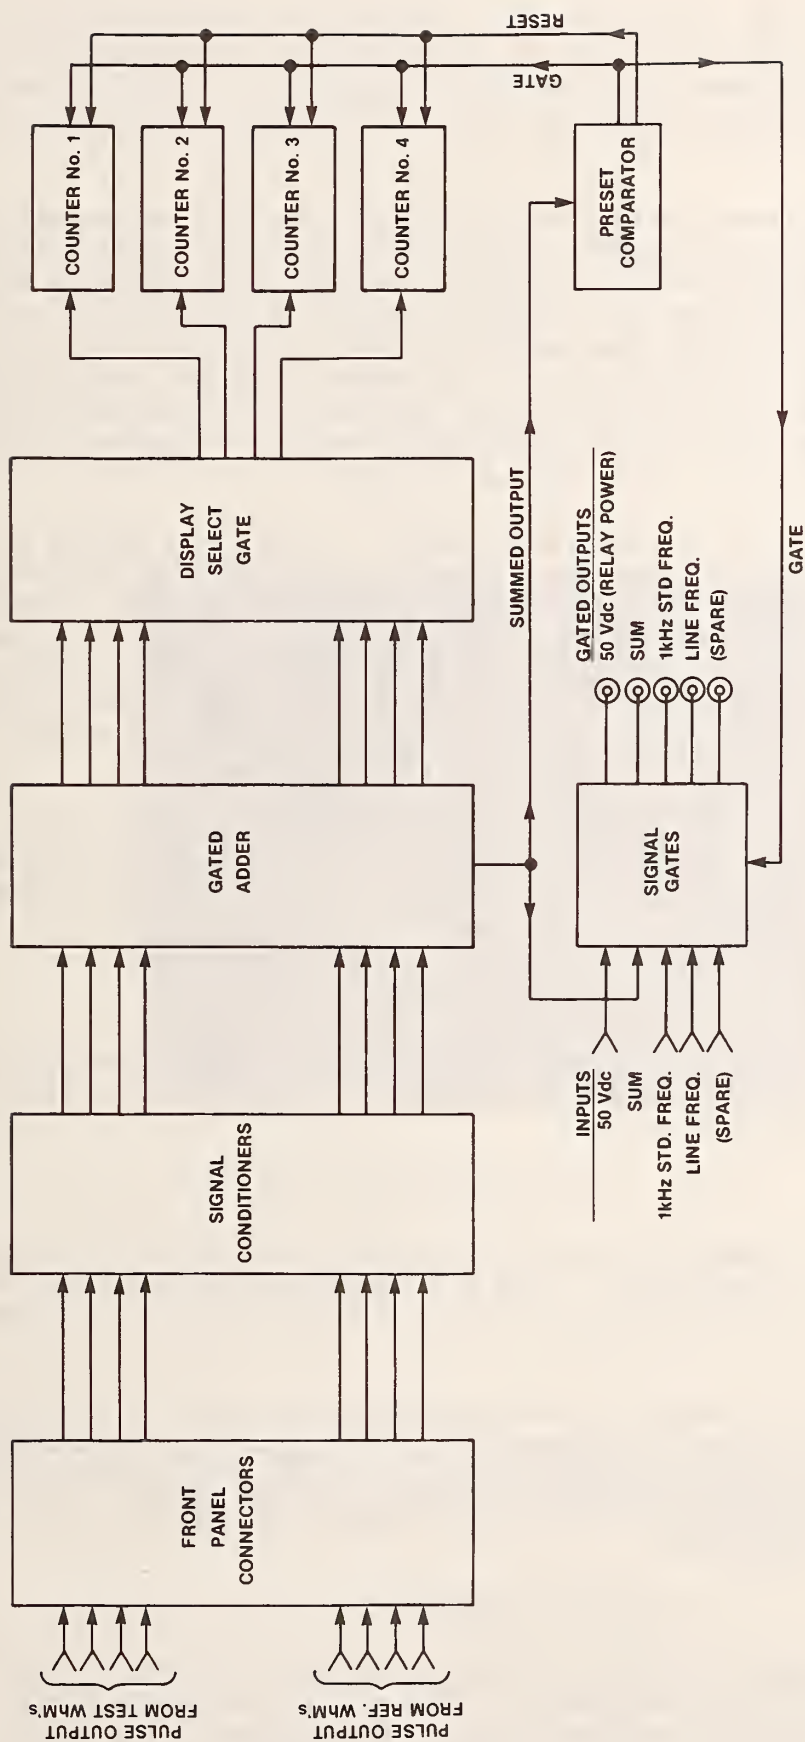 PULSE OUTPUT
FROM TEST WhM's
PULSE OUTPUT
FROM REF. WhM's
FRONT
PANEL
CONNECTORS
SIGNAL
CONDITIONERS
GATED
ADDER
DISPLAY
SELECT
GATE
COUNTER No. 1
COUNTER No. 2
COUNTER No. 3
COUNTER No. 4
RESET
GATE
SUMMED OUTPUT
PRESET
COMPARATOR
INPUTS
50 Vdc
SUM
1kHz STD. FREQ.
LINE FREQ.
(SPARE)
SIGNAL
GATES
GATED OUTPUTS
50 Vdc (RELAY POWER)
SUM
1kHz STD FREQ.
LINE FREQ.
(SPARE)
GATE